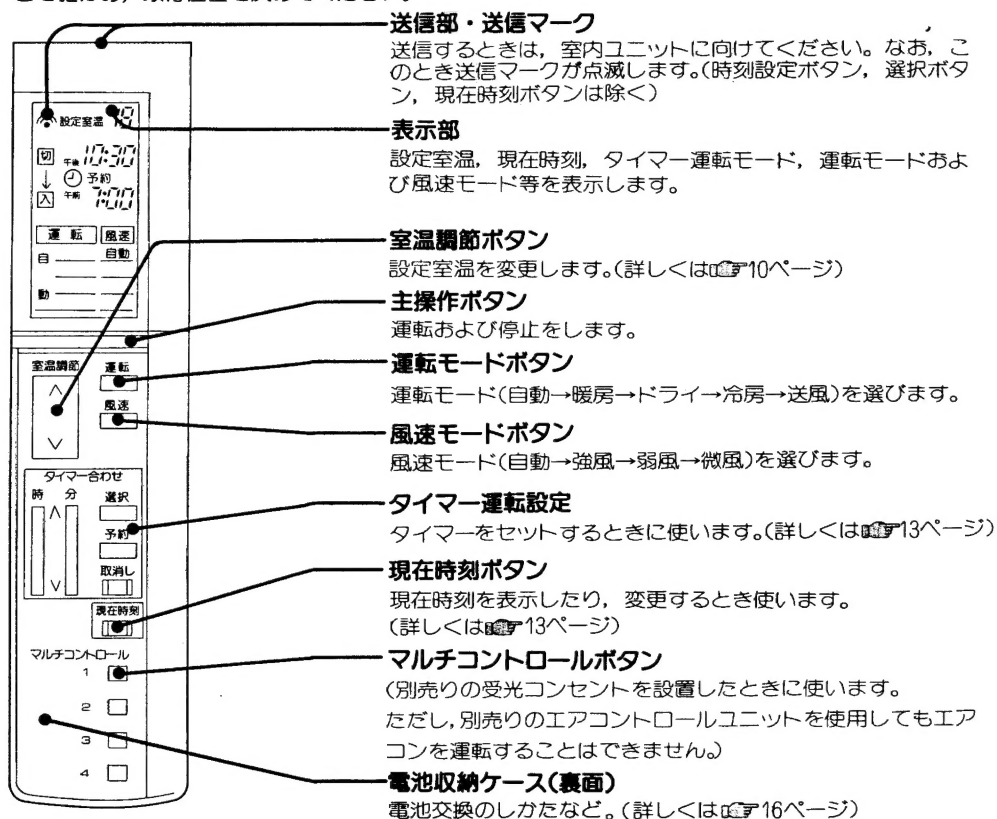 送信部・送信マーク
送信するときは，室内ユニットに向けてください。なお，こ
のとき送信マークが点滅します。(時刻設定ボタン，選択ボタ
ン，現在時刻ボタンは除く)
表示部
設定室温，現在時刻，タイマー運転モード，運転モードおよ
び風速モード等を表示します。
室温調節ボタン
設定室温を変更します。(詳しくは☞10ページ)
主操作ボタン
運転および停止をします。
運転モードボタン
運転モード(自動→暖房→ドライ→冷房→送風)を選びます。
風速モードボタン
風速モード(自動→強風→弱風→微風)を選びます。
タイマー運転設定
タイマーをセットするときに使います。(詳しくは☞13ページ)
現在時刻ボタン
現在時刻を表示したり，変更するとき使います。
(詳しくは☞13ページ)
マルチコントロールボタン
(別売りの受光コンセントを設置したときに使います。
ただし，別売りのエアコントロールユニットを使用してもエア
コンを運転することはできません。)
電池収納ケース(裏面)
電池交換のしかたなど。(詳しくは☞16ページ)
設定室温
切 午後 10:30
↓ 予約
入 午前 7:00
運転 風速
自 自動
動
室温調節 運転
風速
タイマー合わせ
時 分 選択
予約
取消し
現在時刻
マルチコントロール
1
2
3
4